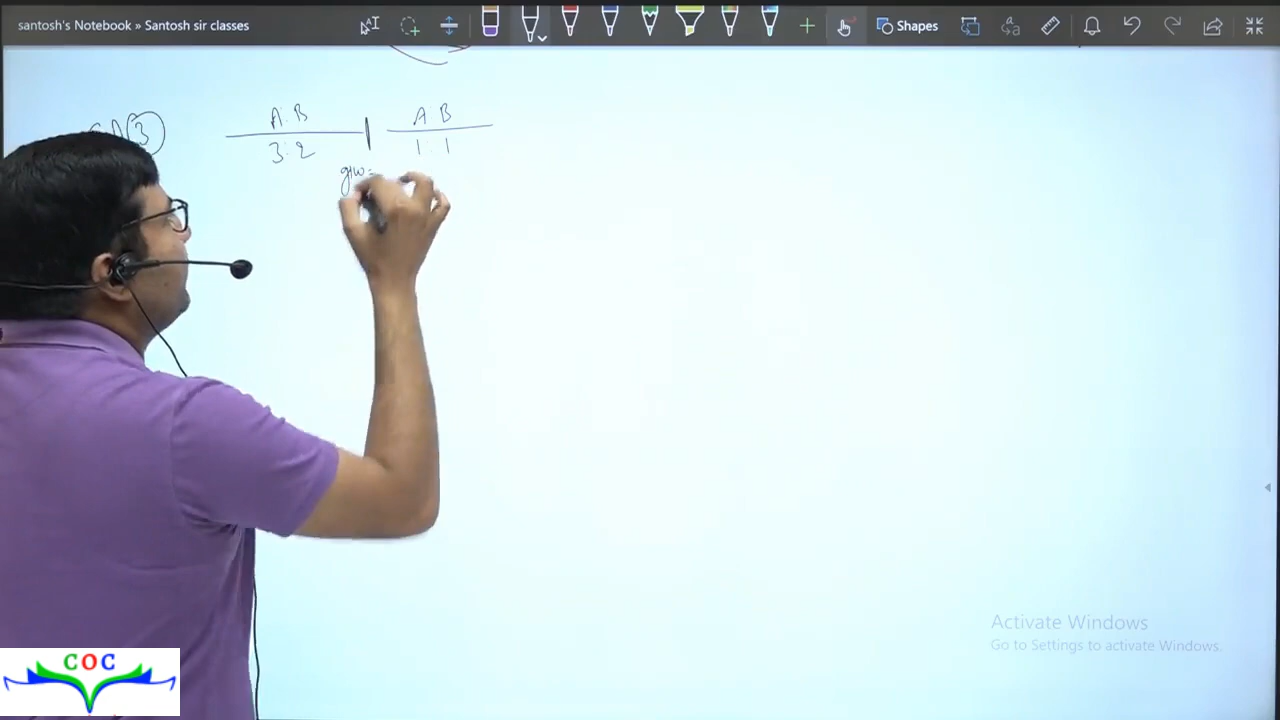 santosh's Notebook » Santosh sir classes
Shapes
3
A:B
A:B
3:2
1:1
g/w=
Activate Windows
Go to Settings to activate Windows.
COC